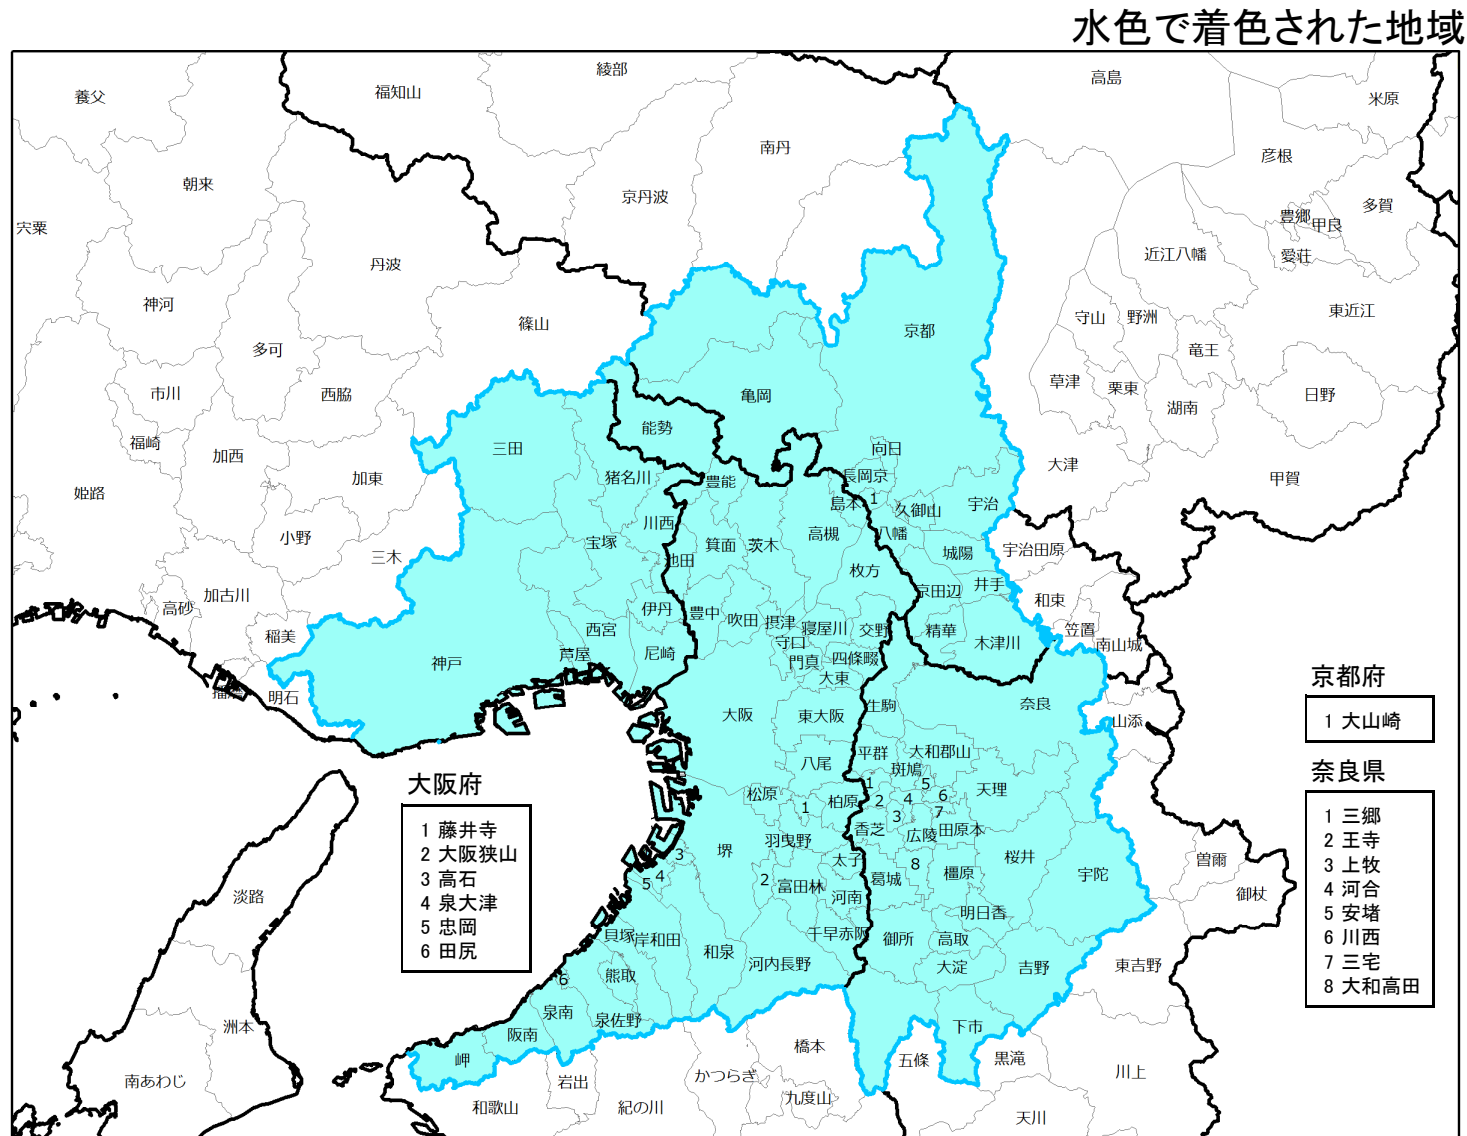 水色で着色された地域
綾部
高島
福知山
養父
米原
南丹
彦根
朝来
京丹波
多賀
豊郷
甲良
宍粟
近江八幡
愛荘
丹波
神河
東近江
守山
野洲
篠山
京都
多可
竜王
草津
栗東
市川
西脇
亀岡
日野
湖南
能勢
福崎
三田
向日
加西
大津
加東
猪名川
長岡京
甲賀
豊能
姫路
1
島本
久御山
宇治
川西
高槻
八幡
小野
宝塚
箕面
茨木
城陽
宇治田原
三木
池田
枚方
井手
京田辺
加古川
和東
高砂
伊丹
豊中
吹田
摂津
寝屋川
交野
精華
笠置
稲美
西宮
守口
木津川
南山城
芦屋
尼崎
門真
四條畷
神戸
大東
京都府
1 大山崎
播磨
明石
生駒
奈良
大阪
東大阪
山添
平群
大和郡山
八尾
斑鳩
奈良県
1 三郷
2 王寺
3 上牧
4 河合
5 安堵
6 川西
7 三宅
8 大和高田
大阪府
1 藤井寺
2 大阪狭山
3 高石
4 泉大津
5 忠岡
6 田尻
1
5
天理
松原
柏原
2
4
6
1
3
7
香芝
広陵
田原本
羽曳野
堺
太子
桜井
曽爾
3
8
宇陀
4
5
2
富田林
葛城
橿原
御杖
淡路
河南
明日香
貝塚
岸和田
千早赤阪
御所
高取
和泉
河内長野
大淀
吉野
東吉野
熊取
6
泉南
泉佐野
洲本
阪南
下市
橋本
岬
五條
黒滝
川上
南あわじ
岩出
かつらぎ
九度山
和歌山
紀の川
天川